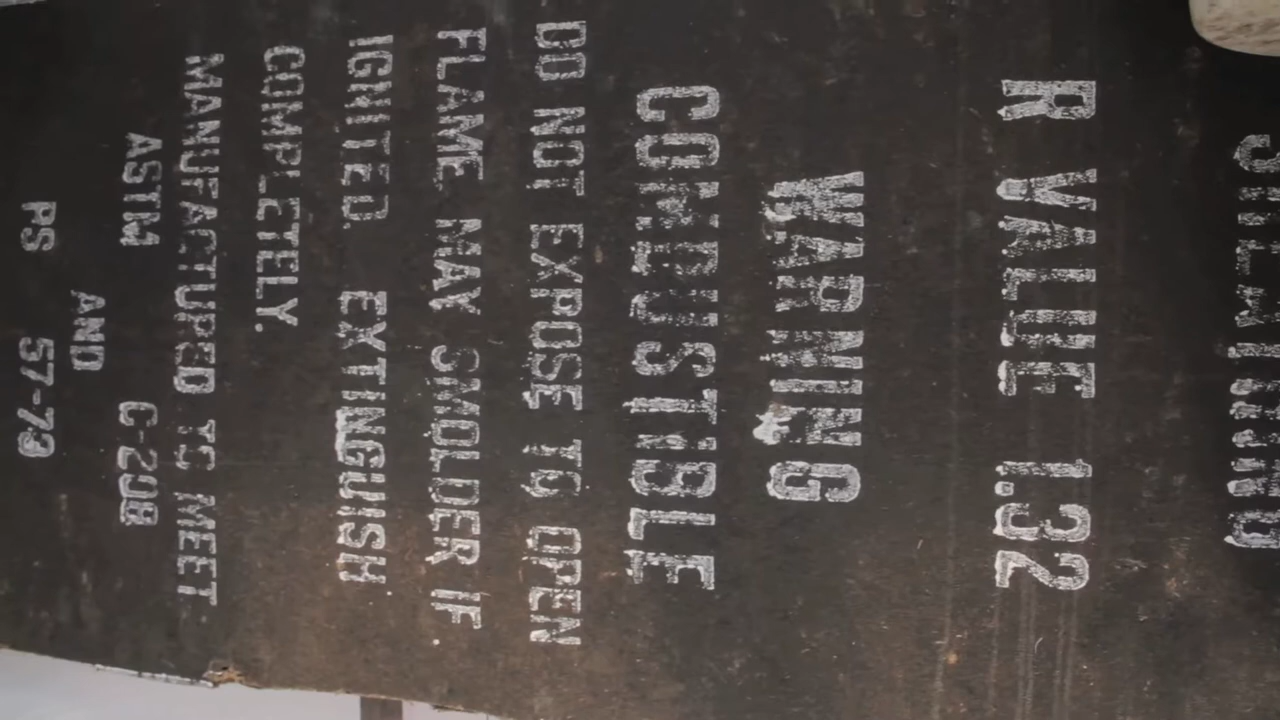 SHEATHING
R VALUE 1.32
WARNING
COMBUSTIBLE
DO NOT EXPOSE TO OPEN
FLAME MAY SMOLDER IF
IGNITED. EXTINGUISH
COMPLETELY.
MANUFACTURED TO MEET
ASTM C-208
AND
PS 57-73